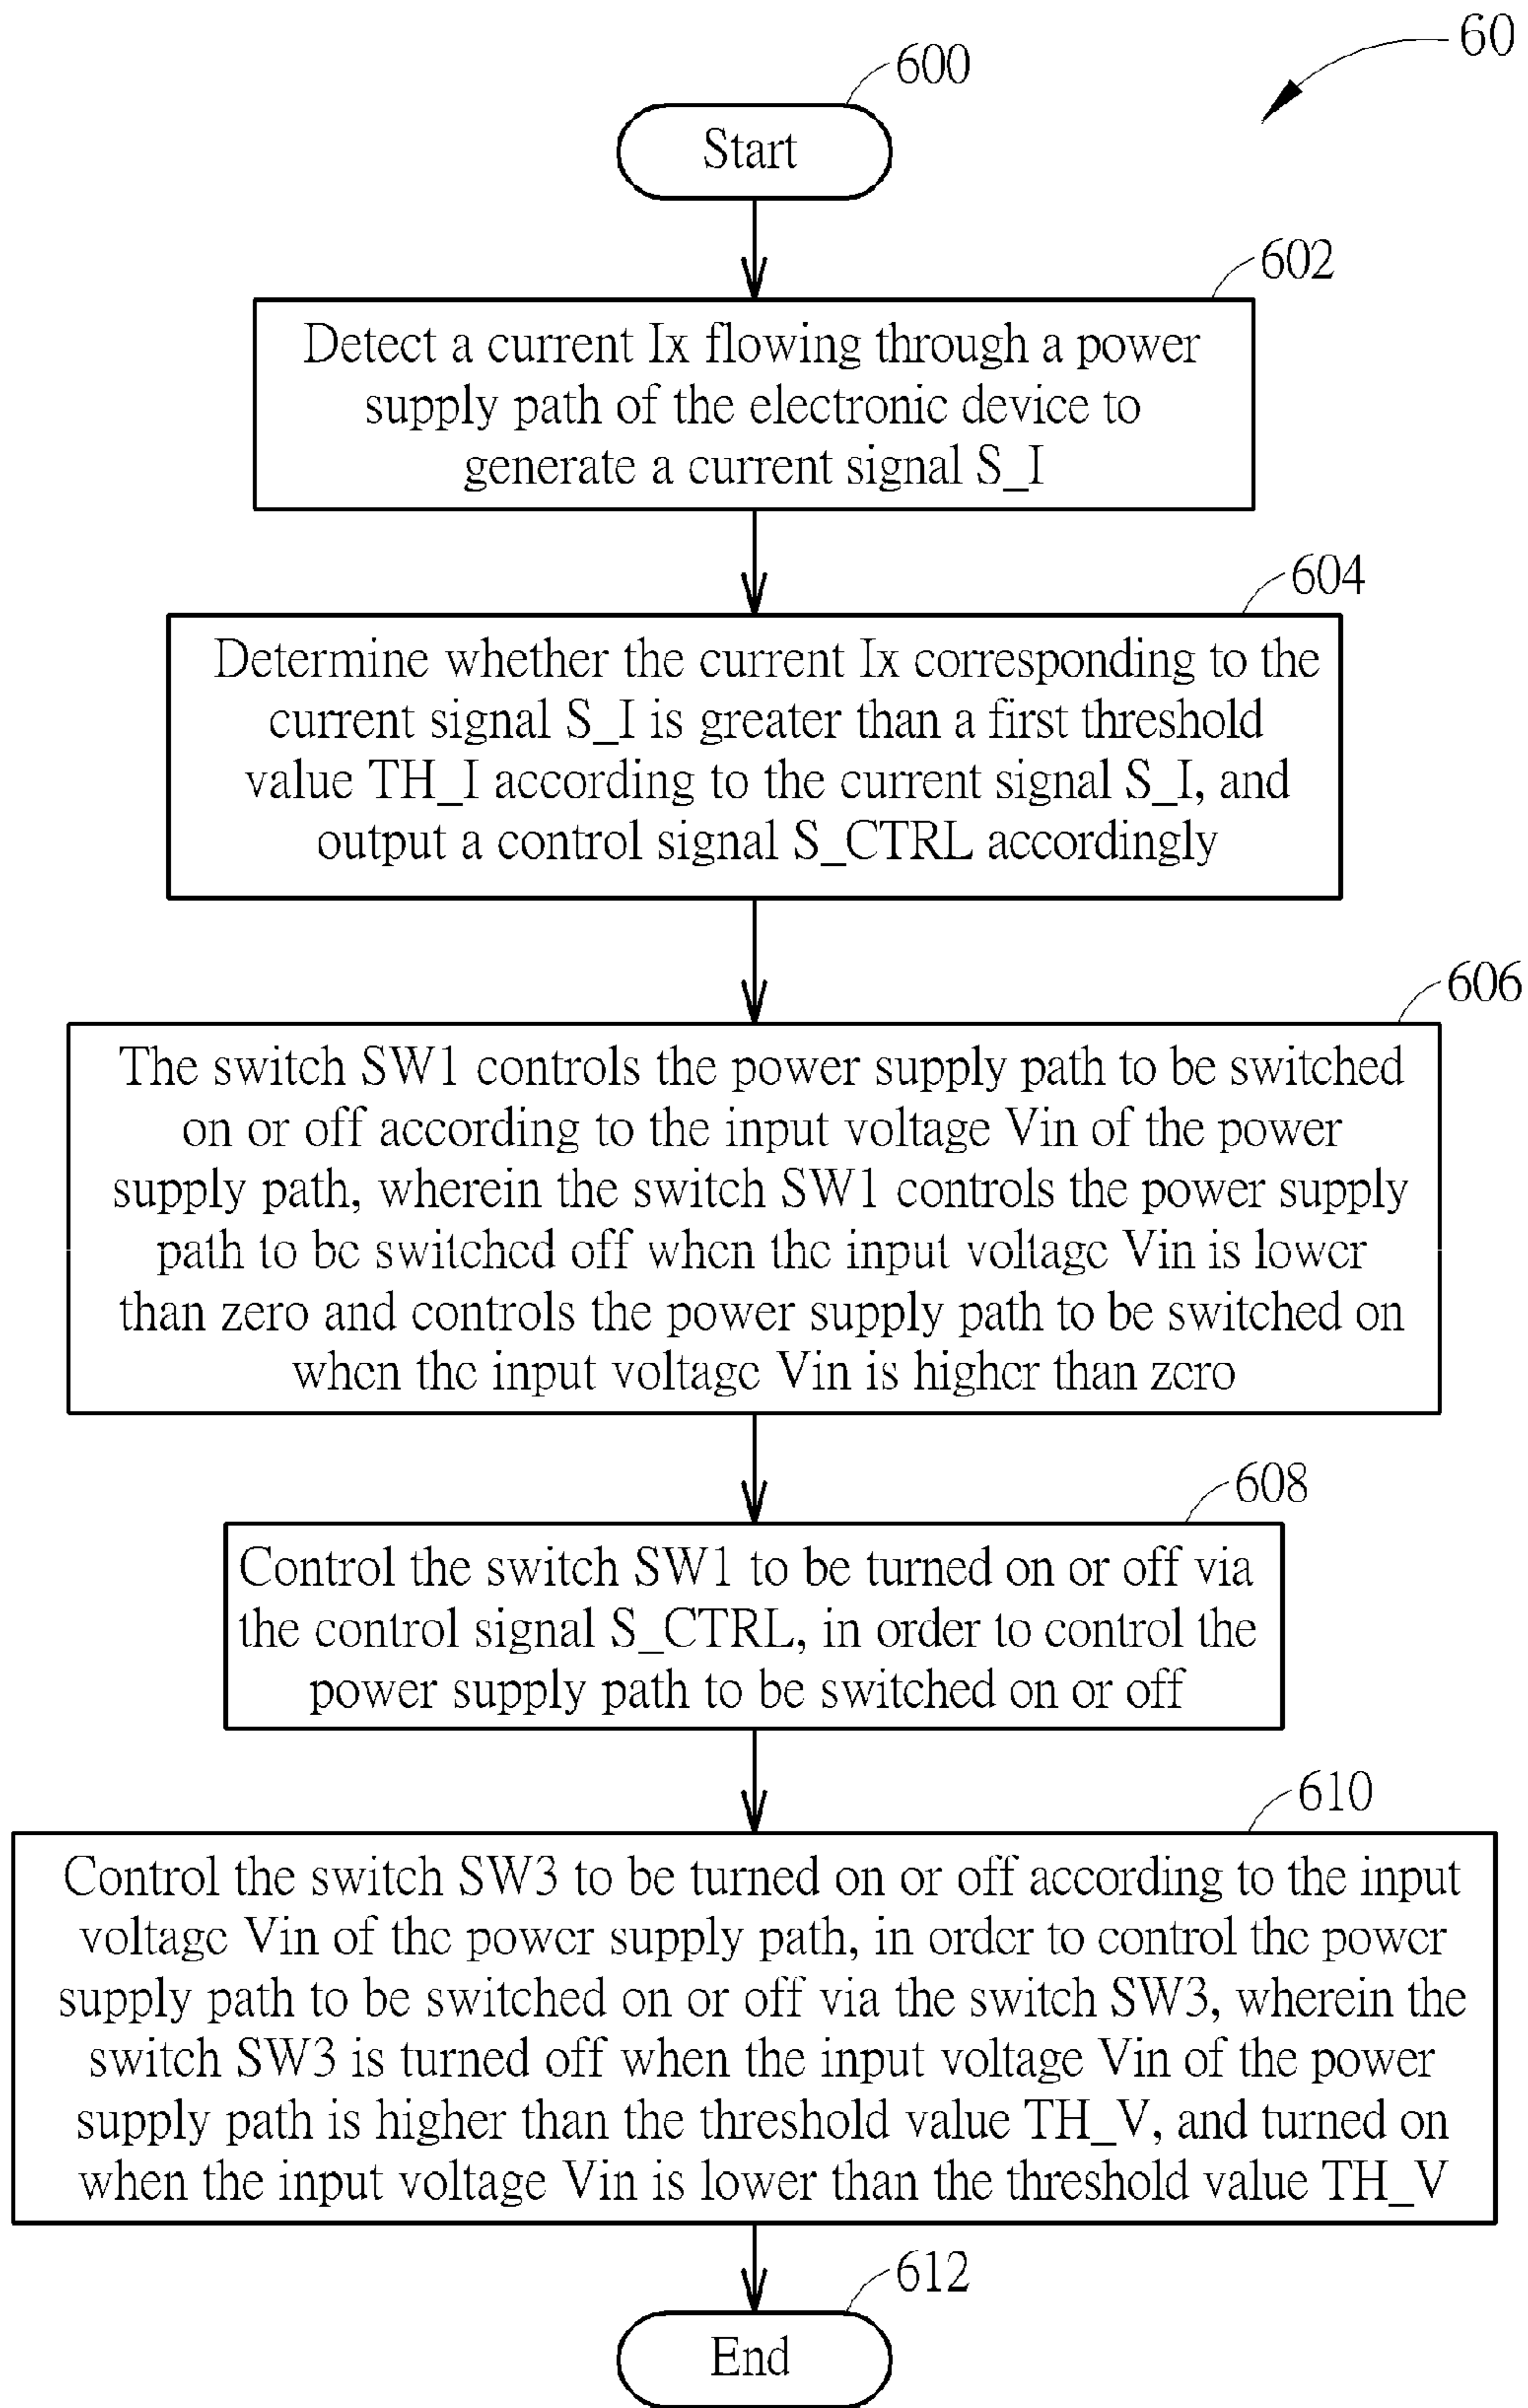 60
600
Start
602
Detect a current Ix flowing through a power
supply path of the electronic device to
generate a current signal S_I
604
Determine whether the current Ix corresponding to the
current signal S_I is greater than a first threshold
value TH_I according to the current signal S_I, and
output a control signal S_CTRL accordingly
606
The switch SW1 controls the power supply path to be switched
on or off according to the input voltage Vin of the power
supply path, wherein the switch SW1 controls the power supply
path to be switched off when the input voltage Vin is lower
than zero and controls the power supply path to be switched on
when the input voltage Vin is higher than zero
608
Control the switch SW1 to be turned on or off via
the control signal S_CTRL, in order to control the
power supply path to be switched on or off
610
Control the switch SW3 to be turned on or off according to the input
voltage Vin of the power supply path, in order to control the power
supply path to be switched on or off via the switch SW3, wherein the
switch SW3 is turned off when the input voltage Vin of the power
supply path is higher than the threshold value TH_V, and turned on
when the input voltage Vin is lower than the threshold value TH_V
612
End